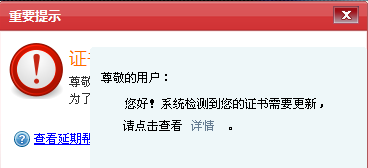 重要提示
证
尊敬
为了
尊敬的用户：
您好！系统检测到您的证书需要更新，
请点击查看 详情 。
查看延期帮